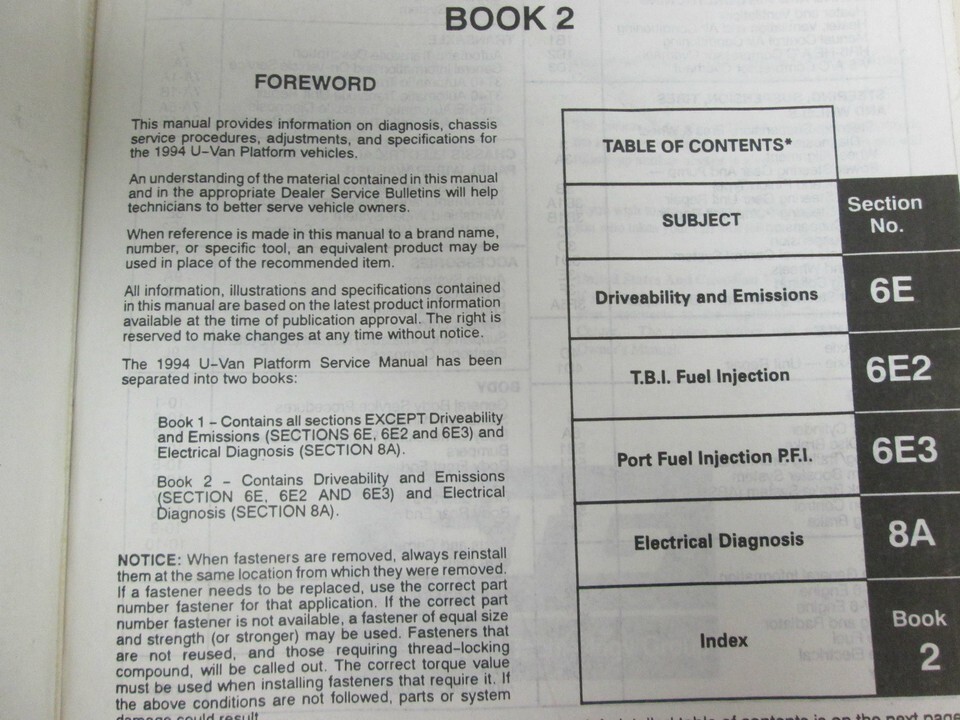 BOOK 2
FOREWORD
This manual provides information on diagnosis, chassis
service procedures, adjustments, and specifications for
the 1994 U-Van Platform vehicles.
An understanding of the material contained in this manual
and in the appropriate Dealer Service Bulletins will help
technicians to better serve vehicle owners.
When reference is made in this manual to a brand name,
number, or specific tool, an equivalent product may be
used in place of the recommended item.
All information, illustrations and specifications contained
in this manual are based on the latest product information
available at the time of publication approval. The right is
reserved to make changes at any time without notice.
The 1994 U-Van Platform Service Manual has been
separated into two books:
Book 1 - Contains all sections EXCEPT Driveability
and Emissions (SECTIONS 6E, 6E2 and 6E3) and
Electrical Diagnosis (SECTION 8A).
Book 2 - Contains Driveability and Emissions
(SECTION 6E, 6E2 AND 6E3) and Electrical
Diagnosis (SECTION 8A).
NOTICE: When fasteners are removed, always reinstall
them at the same location from which they were removed.
If a fastener needs to be replaced, use the correct part
number fastener for that application. If the correct part
number fastener is not available, a fastener of equal size
and strength (or stronger) may be used. Fasteners that
are not reused, and those requiring thread-locking
compound, will be called out. The correct torque value
must be used when installing fasteners that require it. If
the above conditions are not followed, parts or system
damage could result.
TABLE OF CONTENTS*
SUBJECT
Section
No.
Driveability and Emissions 6E
T.B.I. Fuel Injection 6E2
Port Fuel Injection P.F.I. 6E3
Electrical Diagnosis 8A
Index
Book
2
detailed table of contents is on the next page